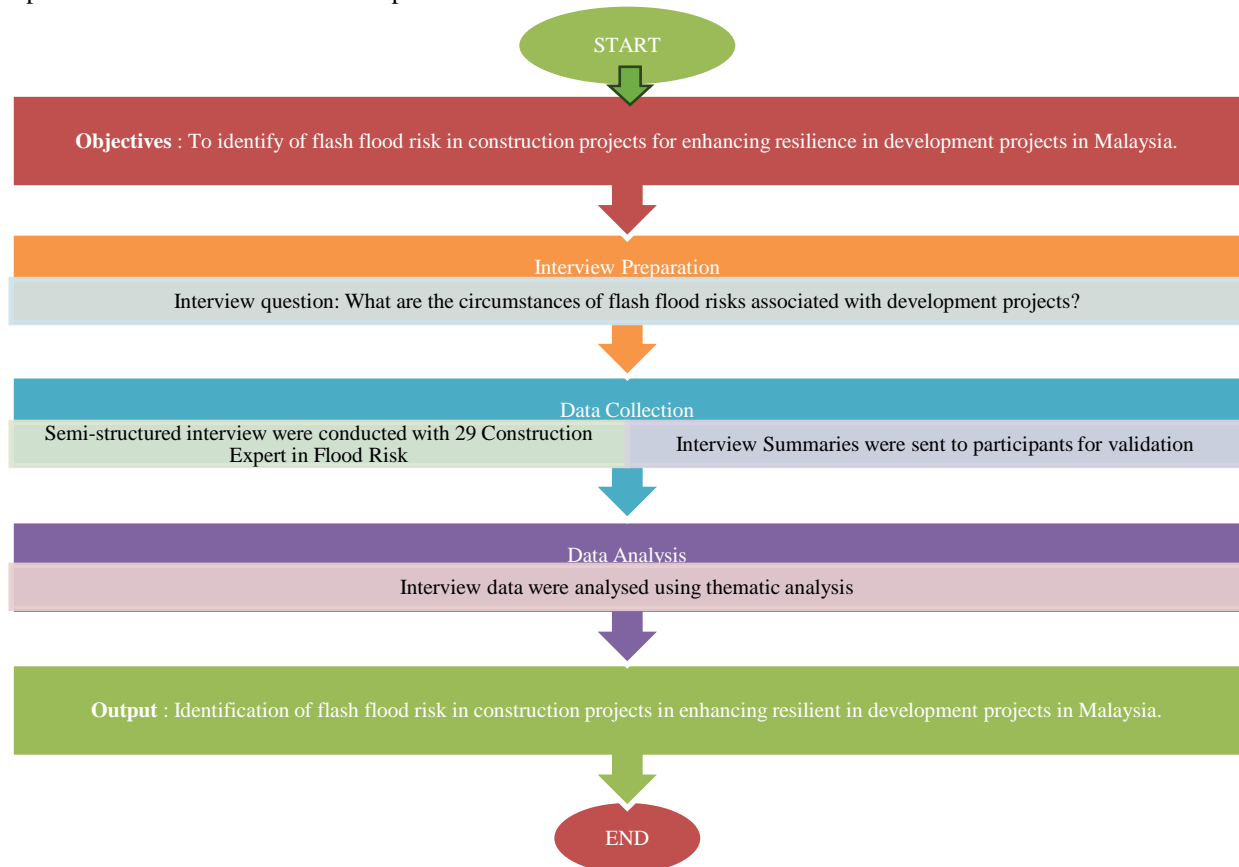 START
Objectives : To identify of flash flood risk in construction projects for enhancing resilience in development projects in Malaysia.
Interview Preparation
Interview question: What are the circumstances of flash flood risks associated with development projects?
Data Collection
Semi-structured interview were conducted with 29 Construction
Expert in Flood Risk
Interview Summaries were sent to participants for validation
Data Analysis
Interview data were analysed using thematic analysis
Output : Identification of flash flood risk in construction projects in enhancing resilient in development projects in Malaysia.
END